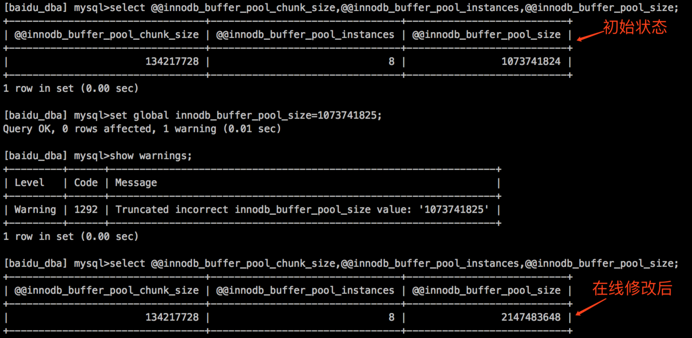 [baidu_dba] mysql>select @@innodb_buffer_pool_chunk_size,@@innodb_buffer_pool_instances,@@innodb_buffer_pool_size;
+---------------------------------+--------------------------------+---------------------------+
| @@innodb_buffer_pool_chunk_size | @@innodb_buffer_pool_instances | @@innodb_buffer_pool_size |
初始状态
+---------------------------------+--------------------------------+---------------------------+
| 134217728 | 8 | 1073741824 |
+---------------------------------+--------------------------------+---------------------------+
1 row in set (0.00 sec)
[baidu_dba] mysql>set global innodb_buffer_pool_size=1073741825;
Query OK, 0 rows affected, 1 warning (0.01 sec)
[baidu_dba] mysql>show warnings;
+---------+------+----------------------------------------------------------------+
| Level | Code | Message |
+---------+------+----------------------------------------------------------------+
| Warning | 1292 | Truncated incorrect innodb_buffer_pool_size value: '1073741825' |
+---------+------+----------------------------------------------------------------+
1 row in set (0.00 sec)
[baidu_dba] mysql>select @@innodb_buffer_pool_chunk_size,@@innodb_buffer_pool_instances,@@innodb_buffer_pool_size;
+---------------------------------+--------------------------------+---------------------------+
| @@innodb_buffer_pool_chunk_size | @@innodb_buffer_pool_instances | @@innodb_buffer_pool_size |
在线修改后
+---------------------------------+--------------------------------+---------------------------+
| 134217728 | 8 | 2147483648 |
+---------------------------------+--------------------------------+---------------------------+